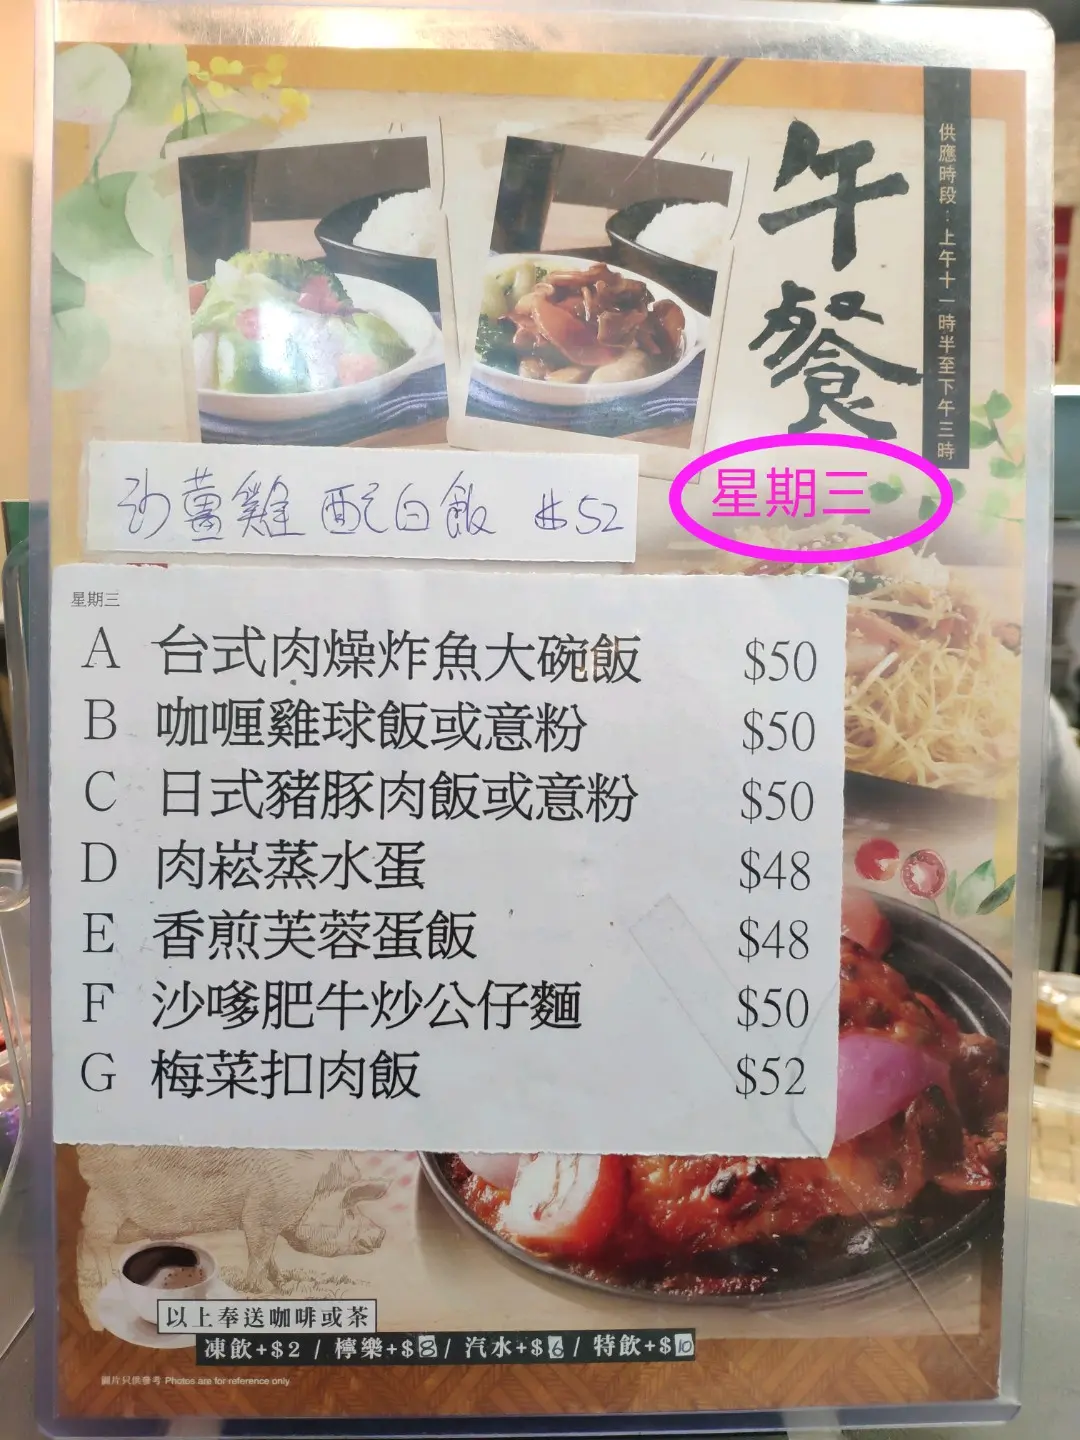 午餐
供應時段：上午十一時半至下午三時
沙薑雞 配白飯 $52
星期三
星期三
A 台式肉燥炸魚大碗飯 $50
B 咖喱雞球飯或意粉 $50
C 日式豬豚肉飯或意粉 $50
D 肉崧蒸水蛋 $48
E 香煎芙蓉蛋飯 $48
F 沙嗲肥牛炒公仔麵 $50
G 梅菜扣肉飯 $52
以上奉送咖啡或茶
凍飲+$2 / 檸樂+$8 / 汽水+$6 / 特飲+$10
圖片只供參考 Photos are for reference only